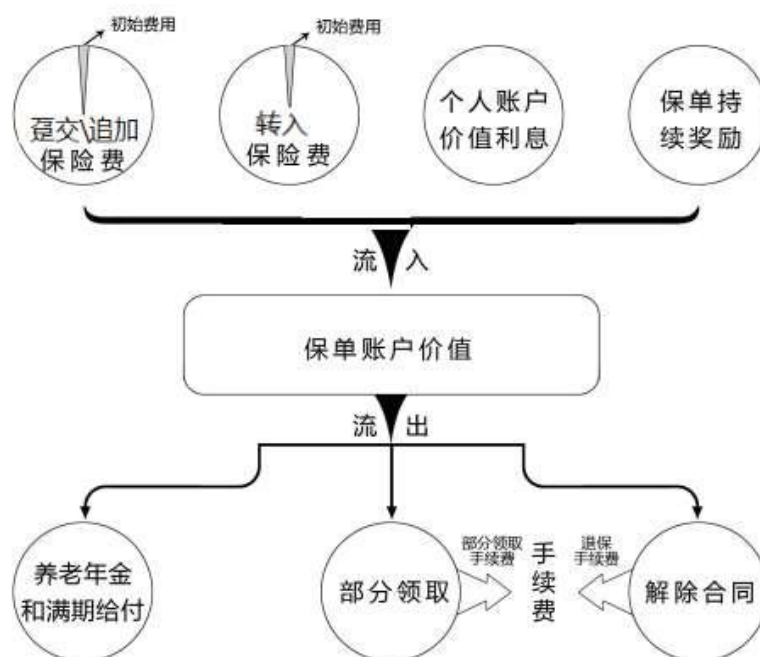 初始费用
初始费用
趸交\追加
保险费
转入
保险费
个人账户
价值利息
保单持
续奖励
流入
保单账户价值
流出
养老年金
和满期给付
部分领取
部分领取
手续费
手续费
退保
手续费
解除合同